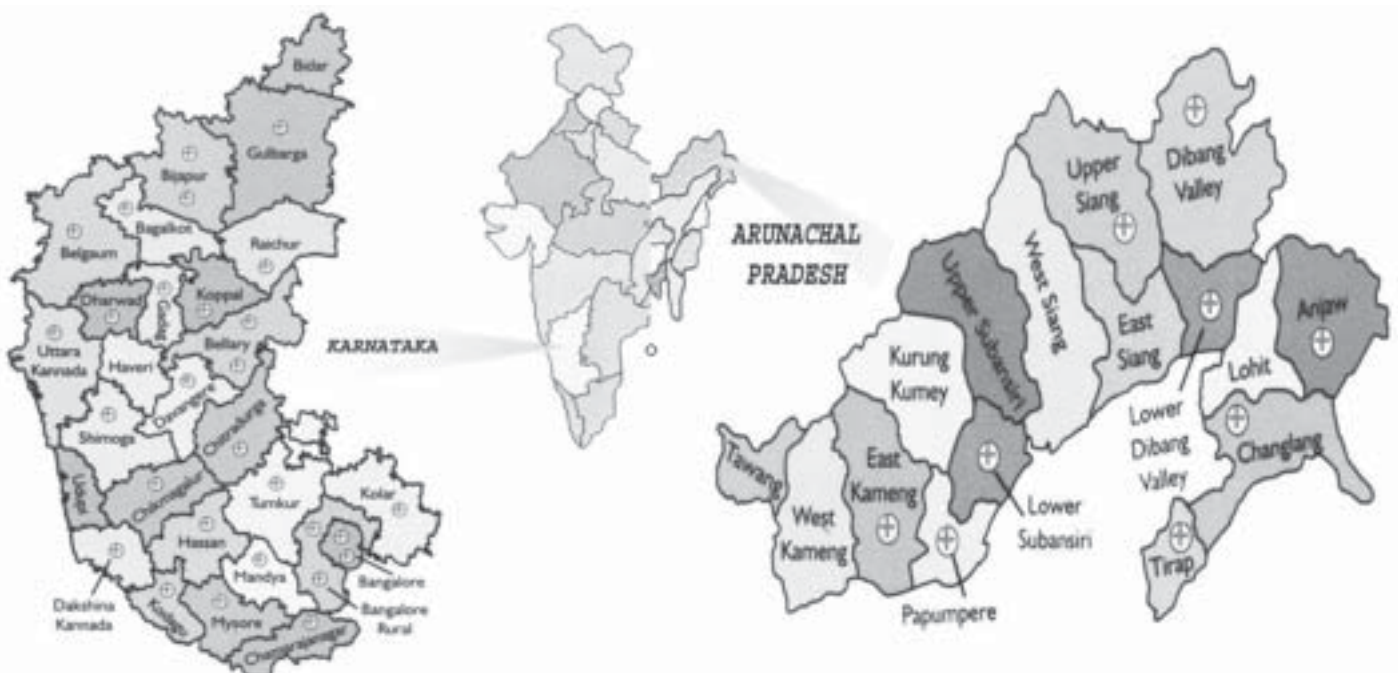 Bidar
Gulbarga
Bijapur
Bagalkot
Belgaum
Raichur
Dharwad
Gadag
Koppal
Uttara
Kannada
Haveri
Bellary
Davangere
Shimoga
Chitradurga
Udupi
Chikmagalur
Tumkur
Kolar
Hassan
Mandya
Bangalore
Dakshina
Kannada
Kodagu
Mysore
Bangalore
Rural
Chamrajanagar
KARNATAKA
ARUNACHAL
PRADESH
Upper
Siang
Dibang
Valley
West Siang
Upper Subansiri
East
Siang
Anjaw
Kurung
Kumey
Lohit
Lower
Dibang
Valley
Changlang
Tawang
West
Kameng
East
Kameng
Lower
Subansiri
Papumpere
Tirap